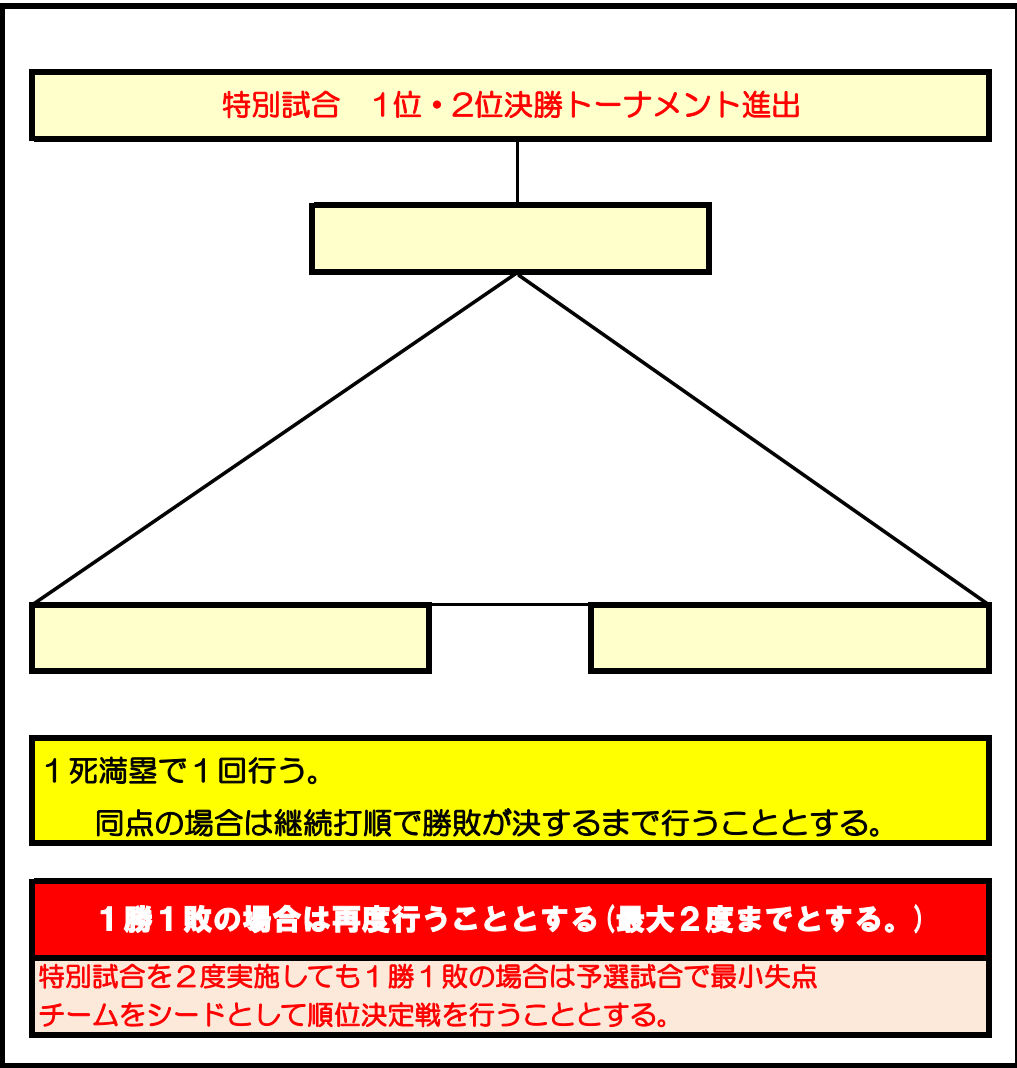 特別試合　1位・2位決勝トーナメント進出
１死満塁で１回行う。
同点の場合は継続打順で勝敗が決するまで行うこととする。
１勝１敗の場合は再度行うこととする(最大２度までとする。)
特別試合を２度実施しても１勝１敗の場合は予選試合で最小失点
チームをシードとして順位決定戦を行うこととする。